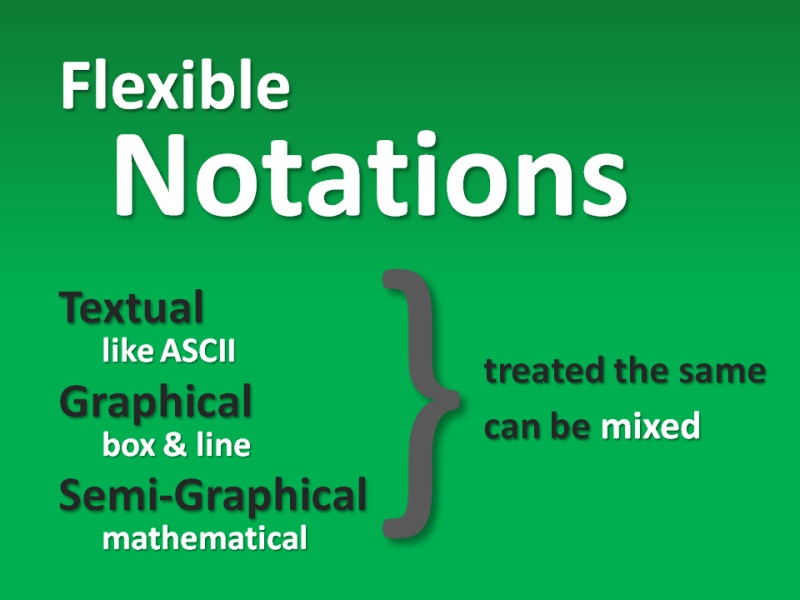 Flexible
Notations
Textual
like ASCII
Graphical
box & line
Semi-Graphical
mathematical
}
treated the same
can be mixed